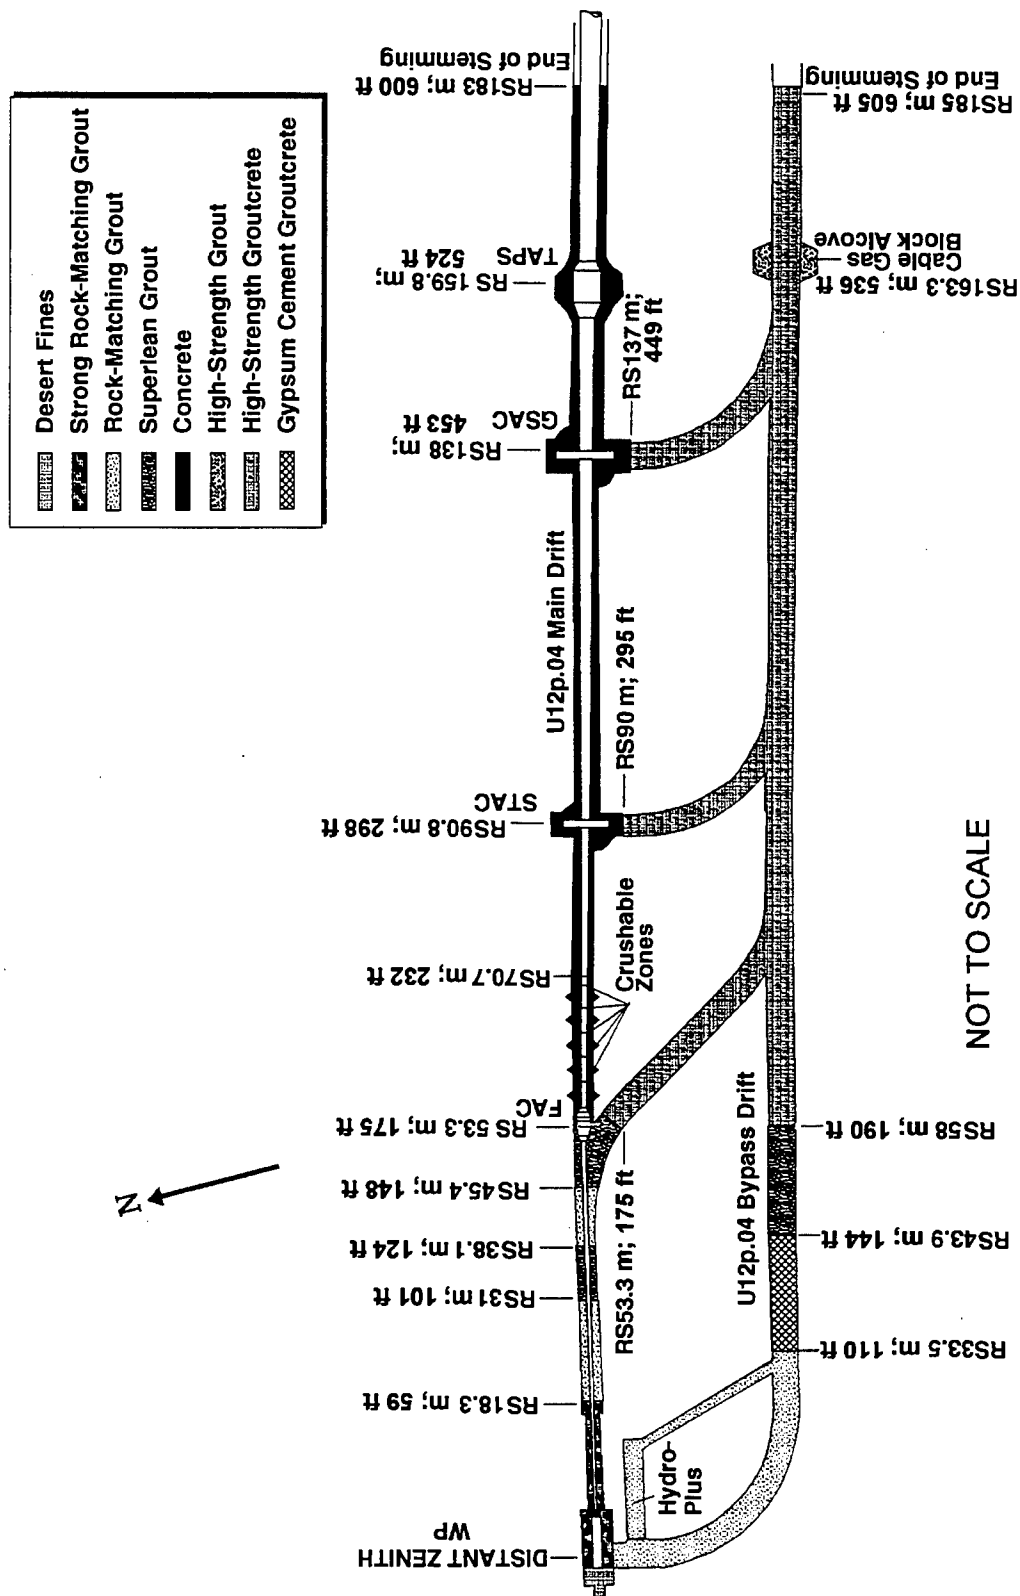 Desert Fines
Strong Rock-Matching Grout
Rock-Matching Grout
Superlean Grout
Concrete
High-Strength Grout
High-Strength Groutcrete
Gypsum Cement Groutcrete
DISTANT ZENITH
WP
RS18.3 m; 59 ft
RS31 m; 101 ft
RS38.1 m; 124 ft
RS45.4 m; 148 ft
RS 53.3 m; 175 ft
FAC
RS70.7 m; 232 ft
Crushable
Zones
RS90.8 m; 298 ft
STAC
RS90 m; 295 ft
U12p.04 Main Drift
RS138 m;
453 ft
GSAC
RS137 m;
449 ft
RS 159.8 m;
524 ft
TAPS
RS183 m; 600 ft
End of Stemming
N
RS53.3 m; 175 ft
Hydro-
Plus
U12p.04 Bypass Drift
RS33.5 m; 110 ft
RS43.9 m; 144 ft
RS58 m; 190 ft
Cable Gas
Block Alcove
RS163.3 m; 536 ft
RS185 m; 605 ft
End of Stemming
NOT TO SCALE